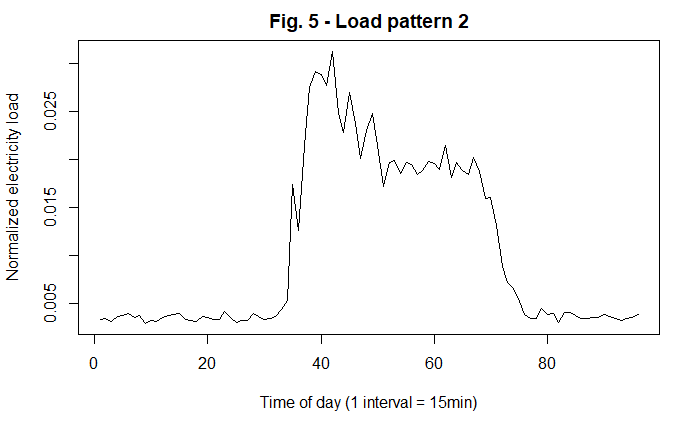 Fig. 5 - Load pattern 2
Normalized electricity load
0.025
0.015
0.005
0 20 40 60 80
Time of day (1 interval = 15min)